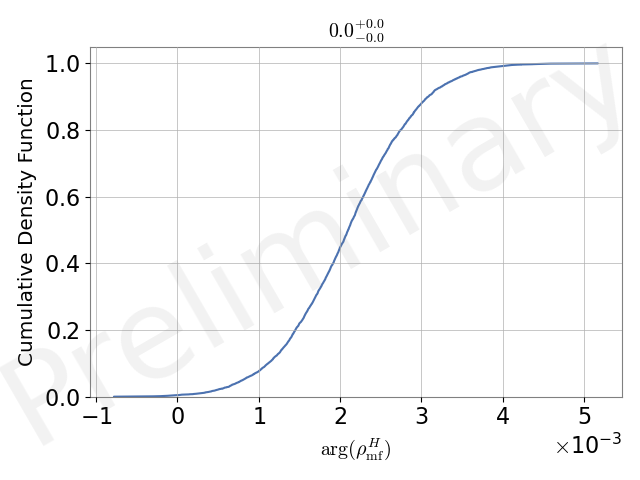 0.0^{+0.0}_{-0.0}
Cumulative Density Function
1.0
0.8
0.6
0.4
0.2
0.0
−1 0 1 2 3 4 5
×10^{−3}
arg(ρ^{H}_{mf})
Preliminary